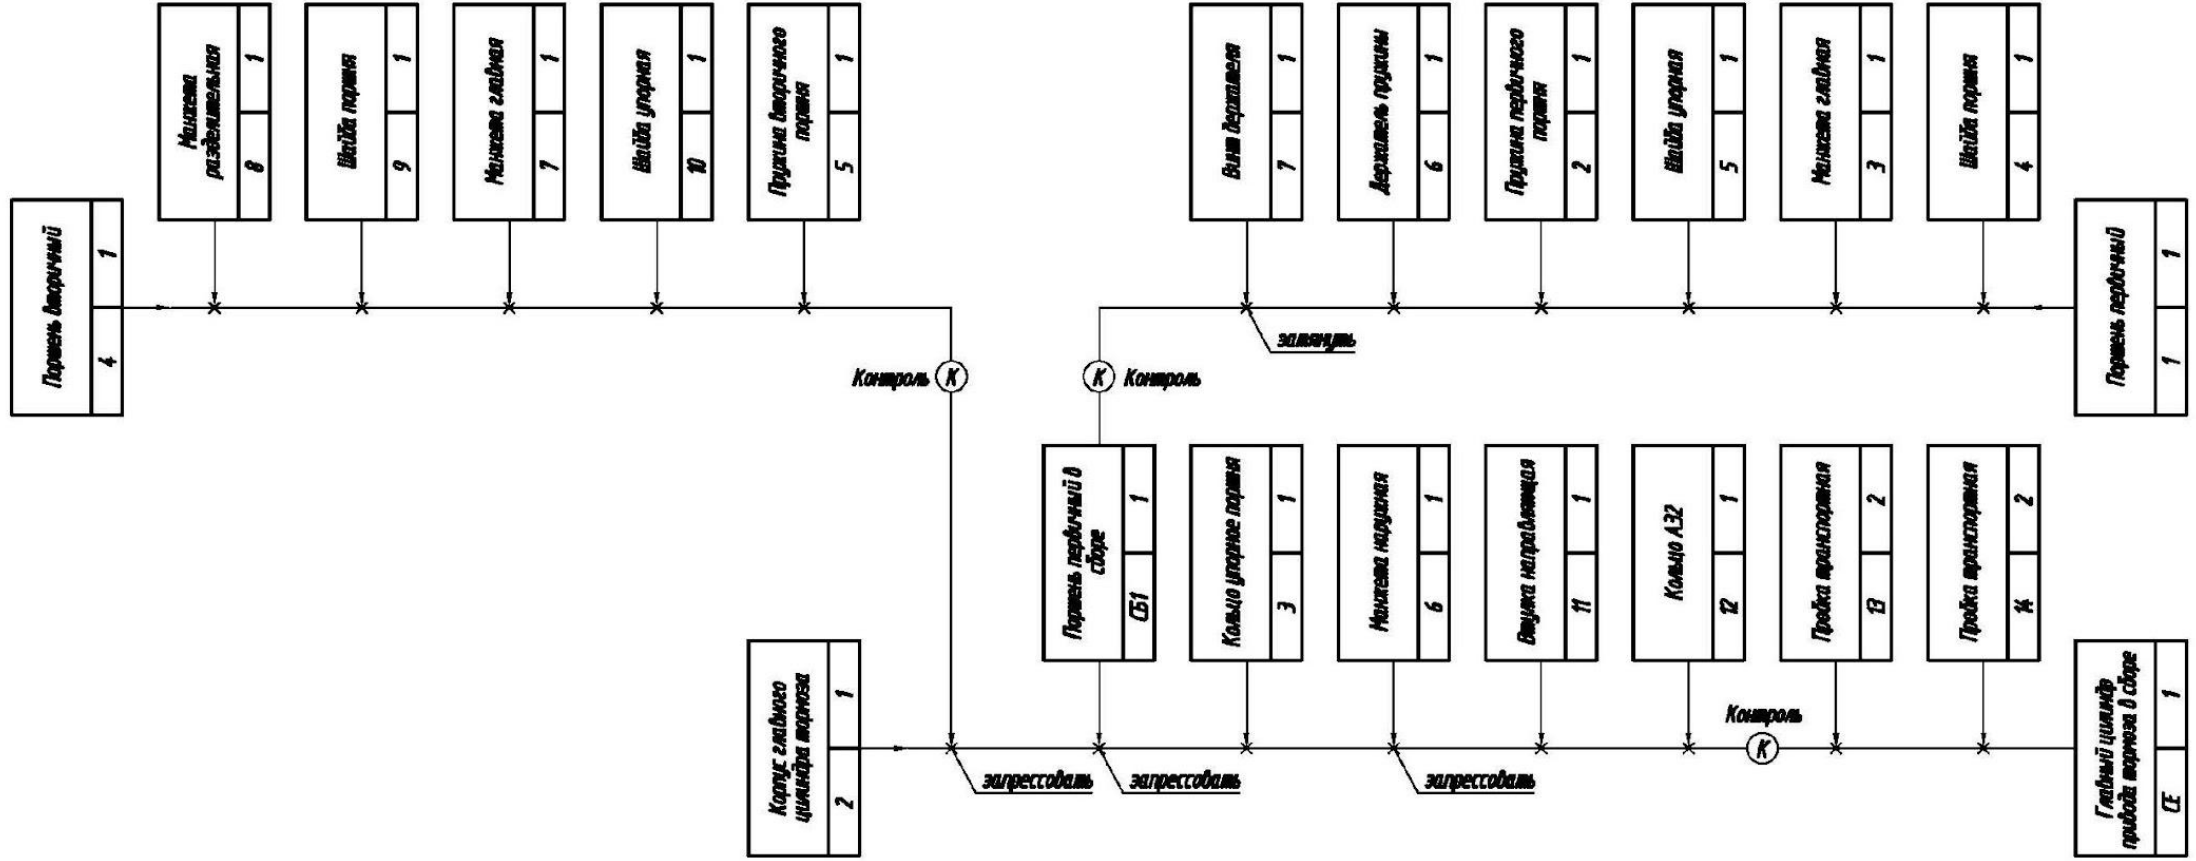 Манжета
разделительная
8 1
Шайба поршня
9 1
Манжета главная
7 1
Шайба упорная
10 1
Пружина вторичного
поршня
5 1
Винт держателя
7 1
Держатель пружины
6 1
Пружина первичного
поршня
2 1
Шайба упорная
5 1
Манжета главная
3 1
Шайба поршня
4 1
Поршень вторичный
4 1
Поршень первичный
1 1
затянуть
Контроль К
К Контроль
Поршень первичный в
сборе
СБ1 1
Кольцо упорное поршня
3 1
Манжета наружная
6 1
Втулка направляющая
11 1
Кольцо А32
12 1
Пробка транспортная
13 2
Пробка транспортная
14 2
Корпус главного
цилиндра тормоза
2 1
Главный цилиндр
привода тормоза в сборе
СЕ 1
Контроль
К
запрессовать
запрессовать
запрессовать